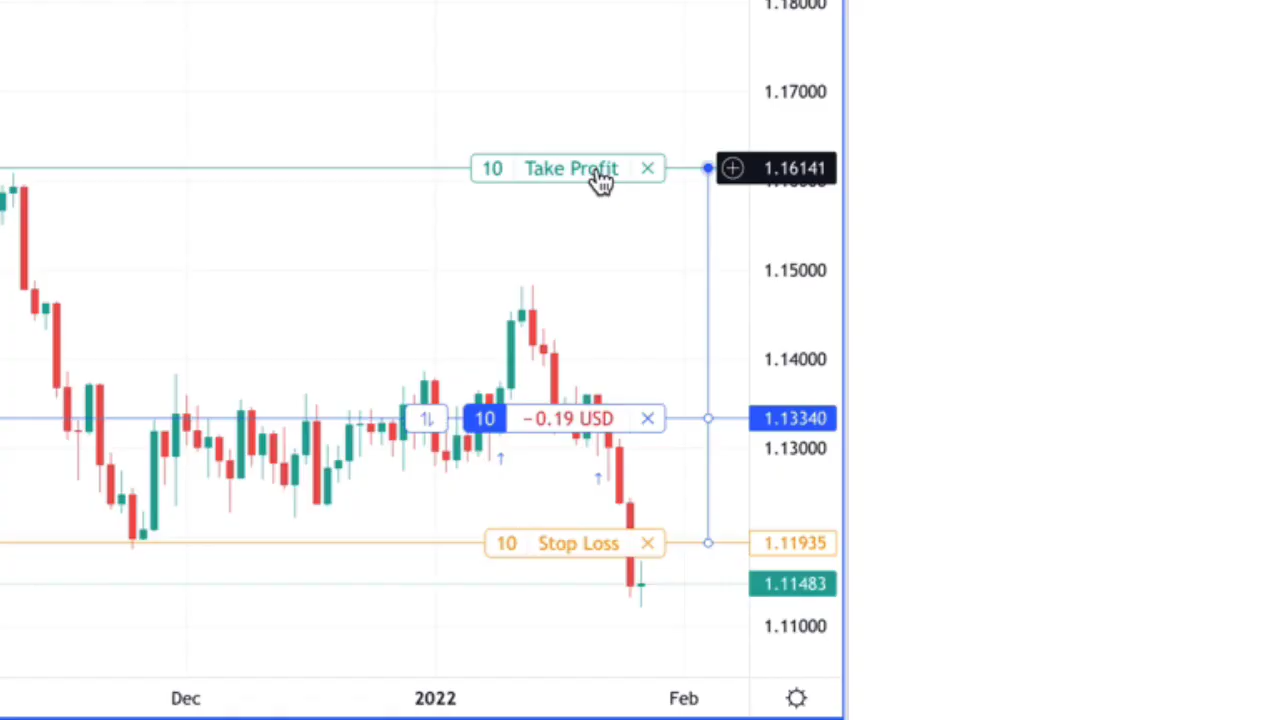 1.18000
1.17000
10 Take Profit 1.16141
1.15000
1.14000
10 −0.19 USD 1.13340
1.13000
10 Stop Loss 1.11935
1.11483
1.11000
Dec 2022 Feb